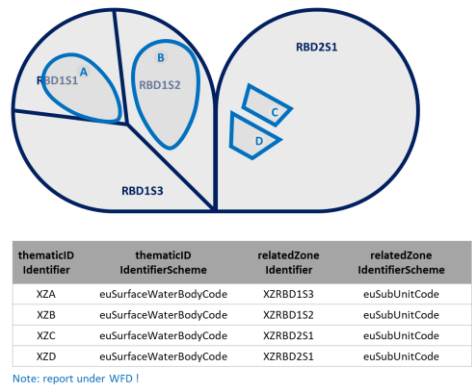 RBD2S1
A
B
RBD1S1
RBD1S2
C
D
RBD1S3
thematicID Identifier thematicID IdentifierScheme relatedZone Identifier relatedZone IdentifierScheme
XZA euSurfaceWaterBodyCode XZRBD1S3 euSubUnitCode
XZB euSurfaceWaterBodyCode XZRBD1S2 euSubUnitCode
XZC euSurfaceWaterBodyCode XZRBD2S1 euSubUnitCode
XZD euSurfaceWaterBodyCode XZRBD2S1 euSubUnitCode
Note: report under WFD !